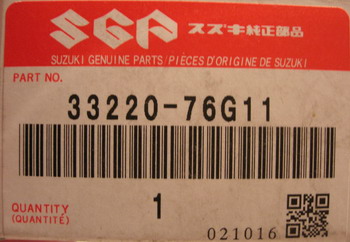 SGP スズキ純正部品
SUZUKI GENUINE PARTS/PIÈCES D'ORIGINE DE SUZUKI
PART NO.
33220-76G11
QUANTITY
(QUANTITÉ)
1
021016